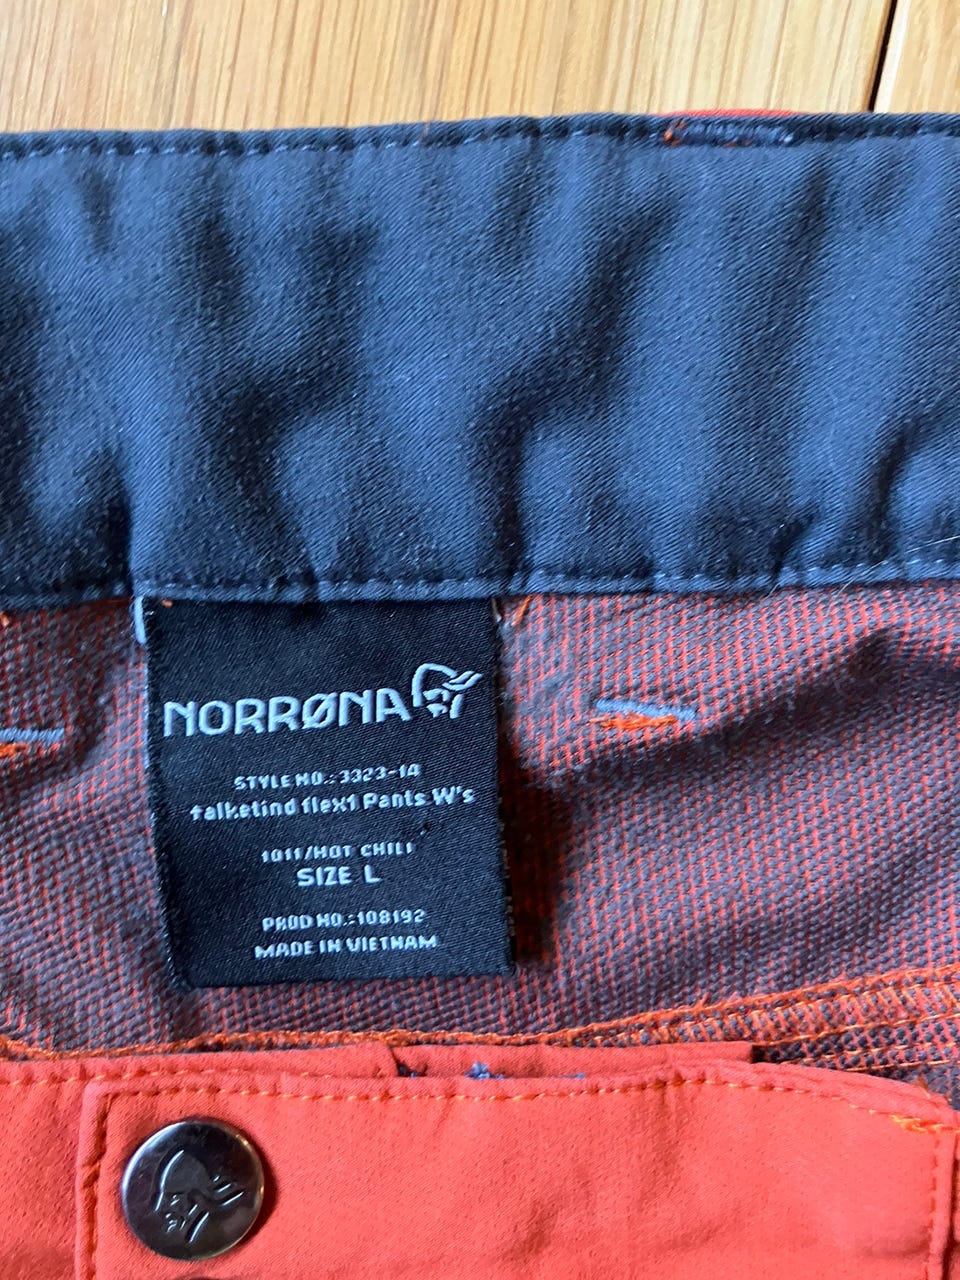 NORRØNA
STYLE NO.:3323-14
falketind flex1 Pants W's
1011/HOT CHILI
SIZE L
PROD NO.:108192
MADE IN VIETNAM